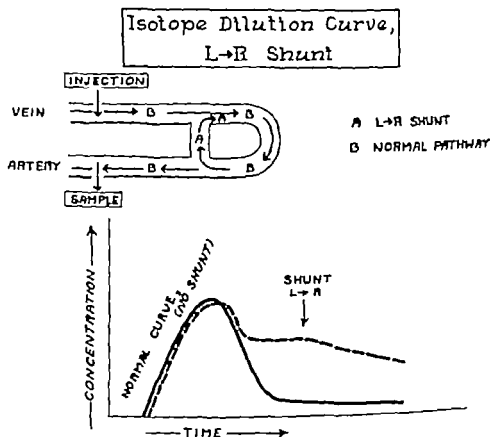 Isotope Dilution Curve,
L→R Shunt
INJECTION
VEIN
B
A
B
A L→R SHUNT
B NORMAL PATHWAY
A
ARTERY
B
B
B
SAMPLE
CONCENTRATION
NORMAL CURVE
(NO SHUNT)
SHUNT
L→R
TIME